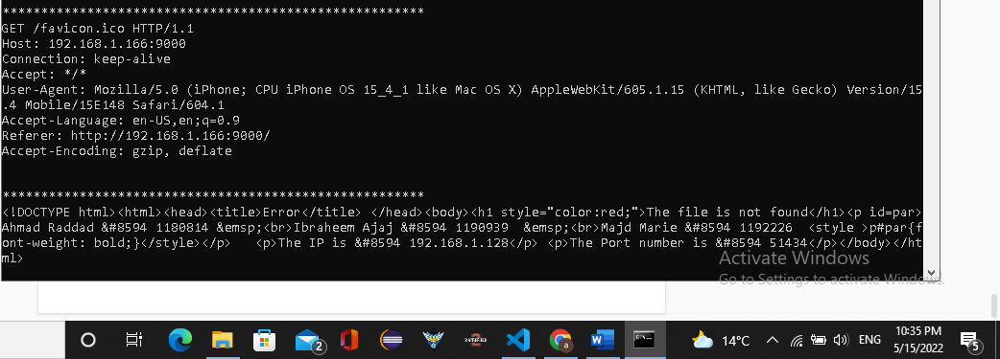 *******************************************************
GET /favicon.ico HTTP/1.1
Host: 192.168.1.166:9000
Connection: keep-alive
Accept: */*
User-Agent: Mozilla/5.0 (iPhone; CPU iPhone OS 15_4_1 like Mac OS X) AppleWebKit/605.1.15 (KHTML, like Gecko) Version/15
.4 Mobile/15E148 Safari/604.1
Accept-Language: en-US,en;q=0.9
Referer: http://192.168.1.166:9000/
Accept-Encoding: gzip, deflate
*******************************************************
<!DOCTYPE html><html><head><title>Error</title> </head><body><h1 style="color:red;">The file is not found</h1><p id=par>
Ahmad Raddad &#8594 1180814 &emsp;<br>Ibraheem Ajaj &#8594 1190939  &emsp;<br>Majd Marie &#8594 1192226  <style >p#par{f
ont-weight: bold;}</style></p>   <p>The IP is &#8594 192.168.1.128</p> <p>The Port number is &#8594 51434</p></body></ht
ml>
Activate Windows
Go to Settings to activate Windows.
2
W
C:\
14°C
ENG
10:35 PM
5/15/2022
5